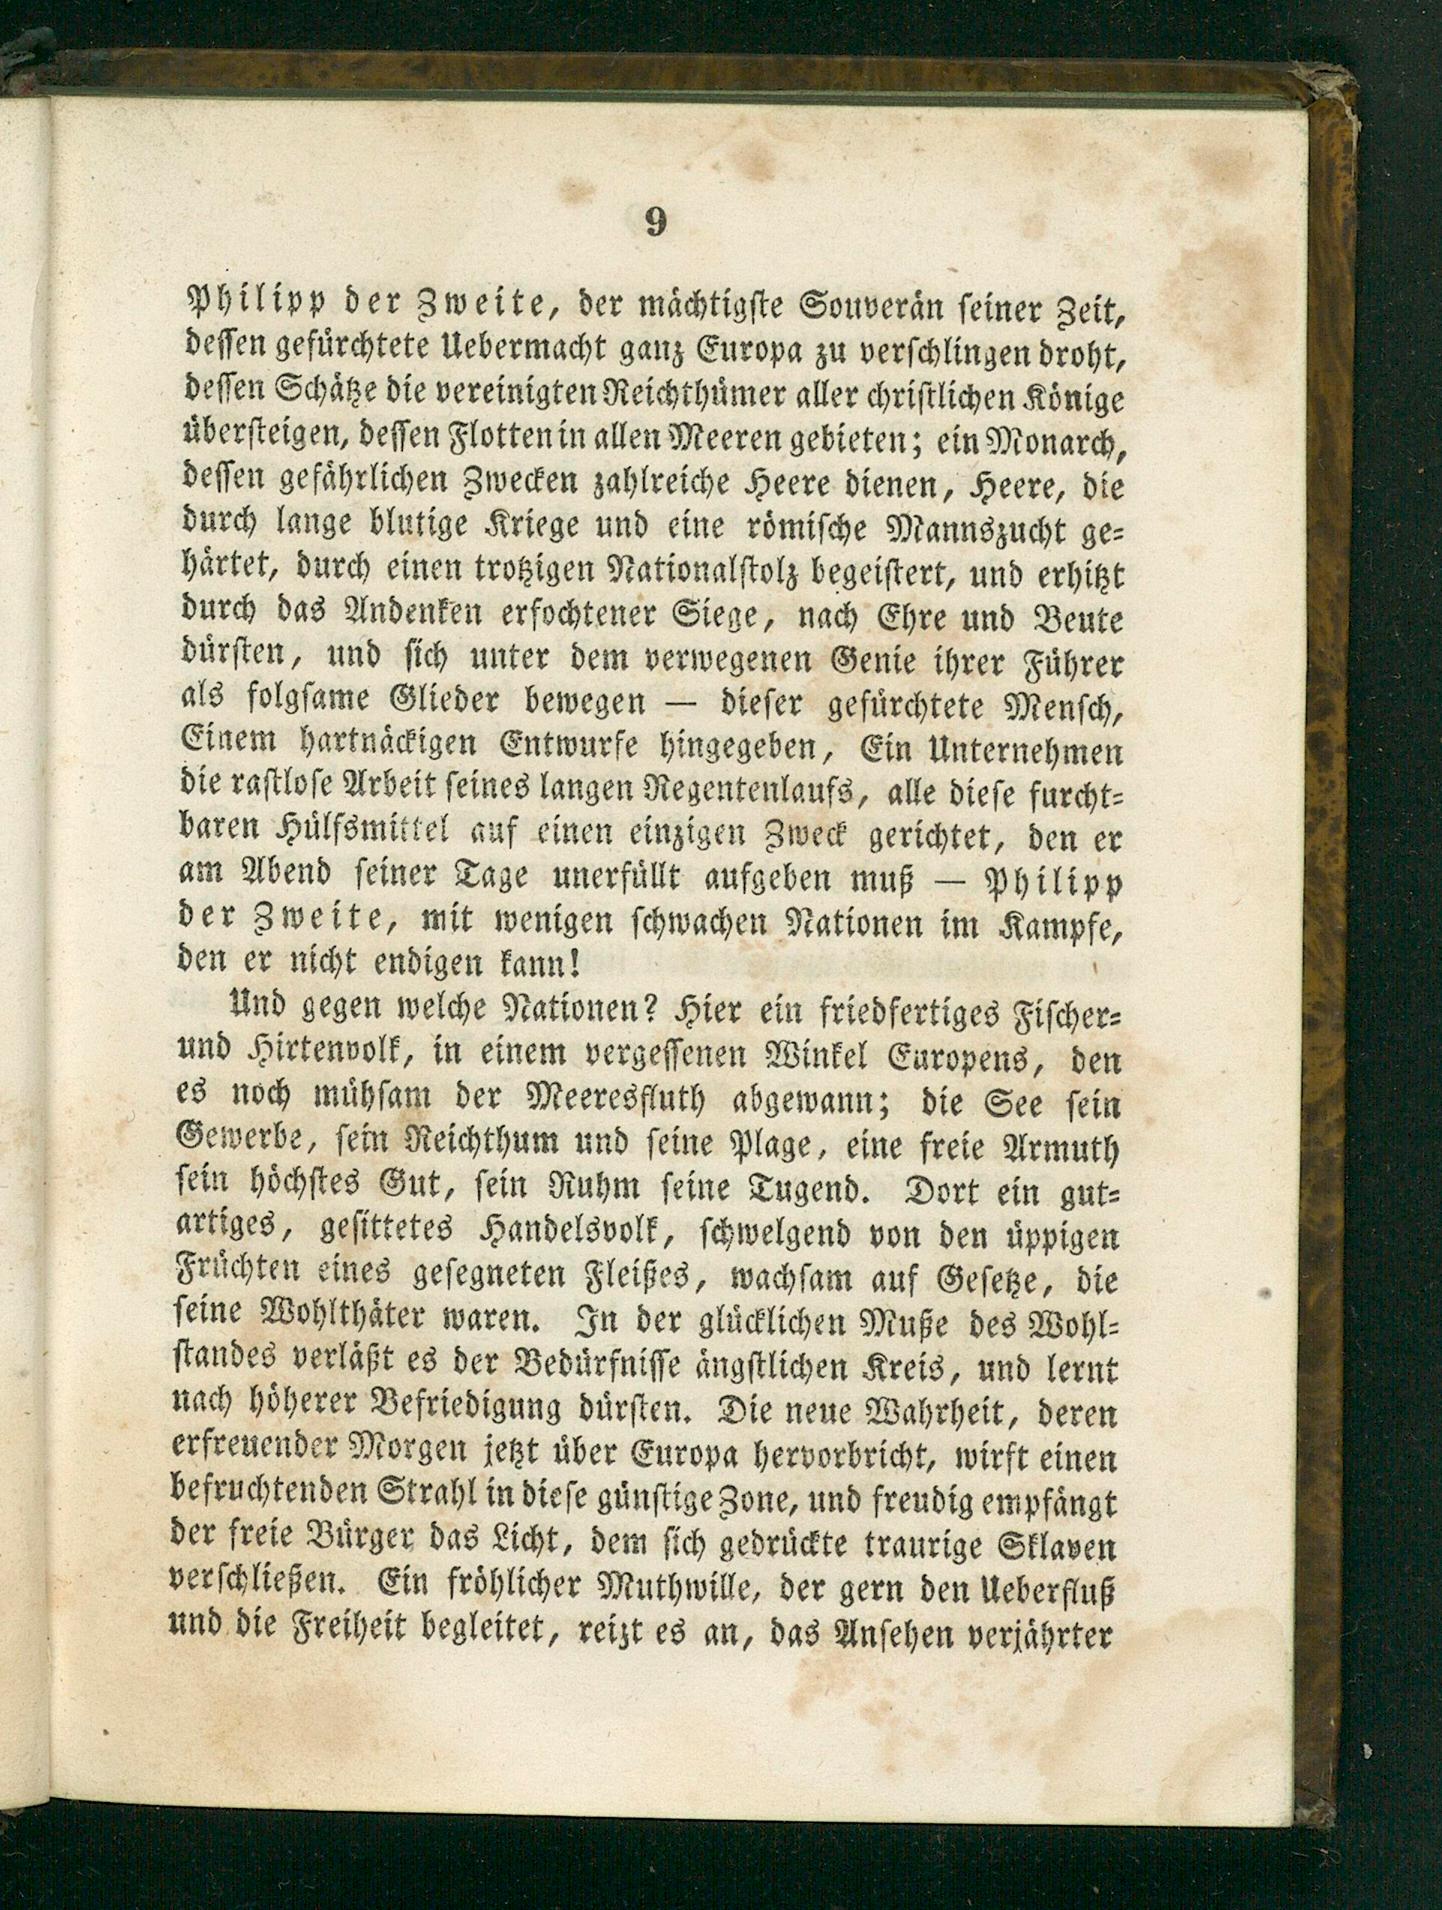 9
Philipp der Zweite, der mächtigſte Souverän ſeiner Zeit,
deſſen gefürchtete Uebermacht ganz Europa zu verſchlingen droht,
deſſen Schätze die vereinigten Reichthümer aller chriſtlichen Könige
überſteigen, deſſen Flotten in allen Meeren gebieten; ein Monarch,
deſſen gefährlichen Zwecken zahlreiche Heere dienen, Heere, die
durch lange blutige Kriege und eine römiſche Mannszucht ge⸗
härtet, durch einen trotzigen Nationalſtolz begeiſtert, und erhitzt
durch das Andenken erfochtener Siege, nach Ehre und Beute
dürſten, und ſich unter dem verwegenen Genie ihrer Führer
als folgſame Glieder bewegen — dieſer gefürchtete Menſch,
Einem hartnäckigen Entwurfe hingegeben, Ein Unternehmen
die raſtloſe Arbeit ſeines langen Regentenlaufs, alle dieſe furcht⸗
baren Hülfsmittel auf einen einzigen Zweck gerichtet, den er
am Abend ſeiner Tage unerfüllt aufgeben muß — Philipp
der Zweite, mit wenigen ſchwachen Nationen im Kampfe,
den er nicht endigen kann!
Und gegen welche Nationen? Hier ein friedfertiges Fiſcher⸗
und Hirtenvolk, in einem vergeſſenen Winkel Europens, den
es noch mühſam der Meeresfluth abgewann; die See ſein
Gewerbe, ſein Reichthum und ſeine Plage, eine freie Armuth
ſein höchſtes Gut, ſein Ruhm ſeine Tugend. Dort ein gut⸗
artiges, geſittetes Handelsvolk, ſchwelgend von den üppigen
Früchten eines geſegneten Fleißes, wachſam auf Geſetze, die
ſeine Wohlthäter waren. In der glücklichen Muße des Wohl⸗
ſtandes verläßt es der Bedürfniſſe ängſtlichen Kreis, und lernt
nach höherer Befriedigung dürſten. Die neue Wahrheit, deren
erfreuender Morgen jetzt über Europa hervorbricht, wirft einen
befruchtenden Strahl in dieſe günſtige Zone, und freudig empfängt
der freie Bürger das Licht, dem ſich gedrückte traurige Sklaven
verſchließen. Ein fröhlicher Muthwille, der gern den Ueberfluß
und die Freiheit begleitet, reizt es an, das Anſehen verjährter